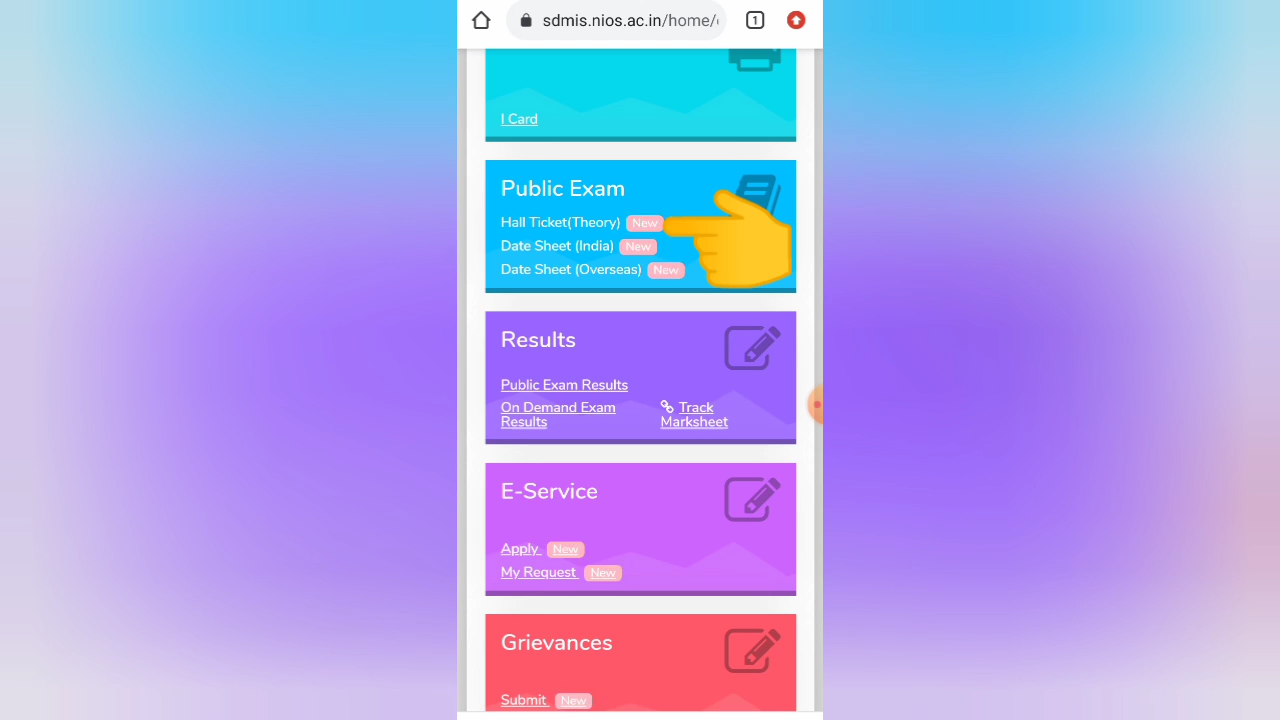 sdmis.nios.ac.in/home/
1
I Card
Public Exam
Hall Ticket(Theory) New
Date Sheet (India) New
Date Sheet (Overseas) New
Results
Public Exam Results
On Demand Exam Results
Track Marksheet
E-Service
Apply New
My Request New
Grievances
Submit New